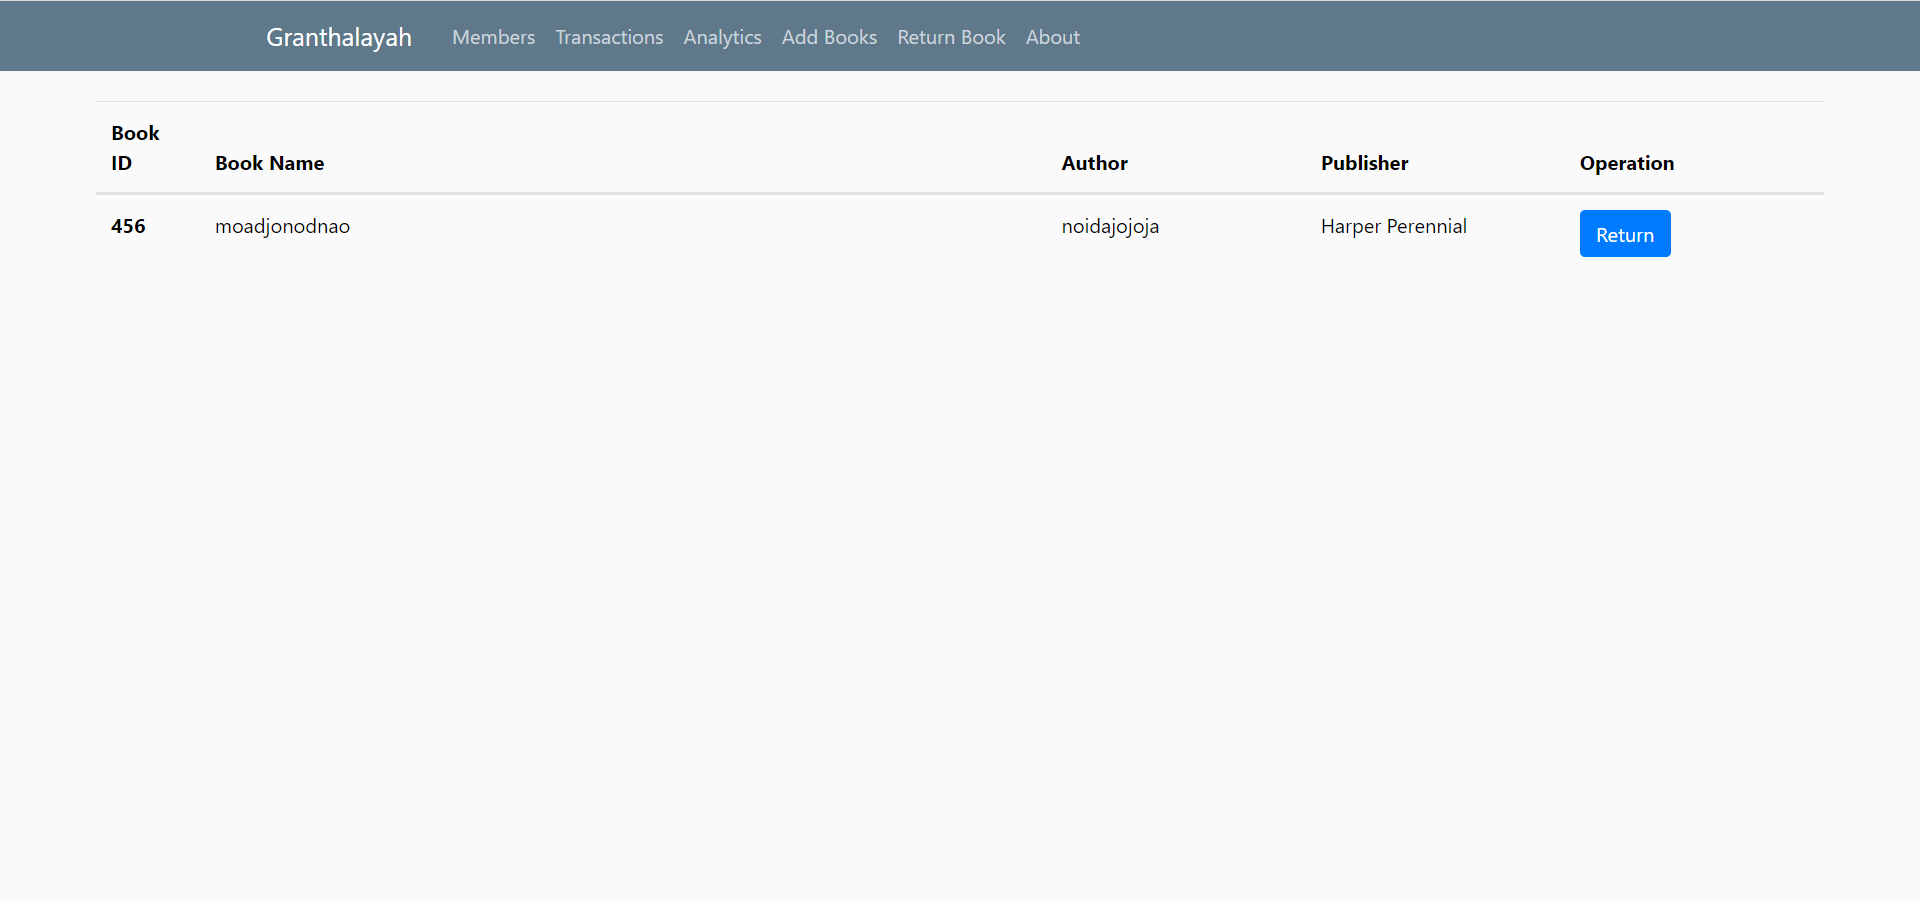 Granthalayah Members Transactions Analytics Add Books Return Book About
Book ID Book Name Author Publisher Operation
456 moadjonodnao noidajojoja Harper Perennial Return